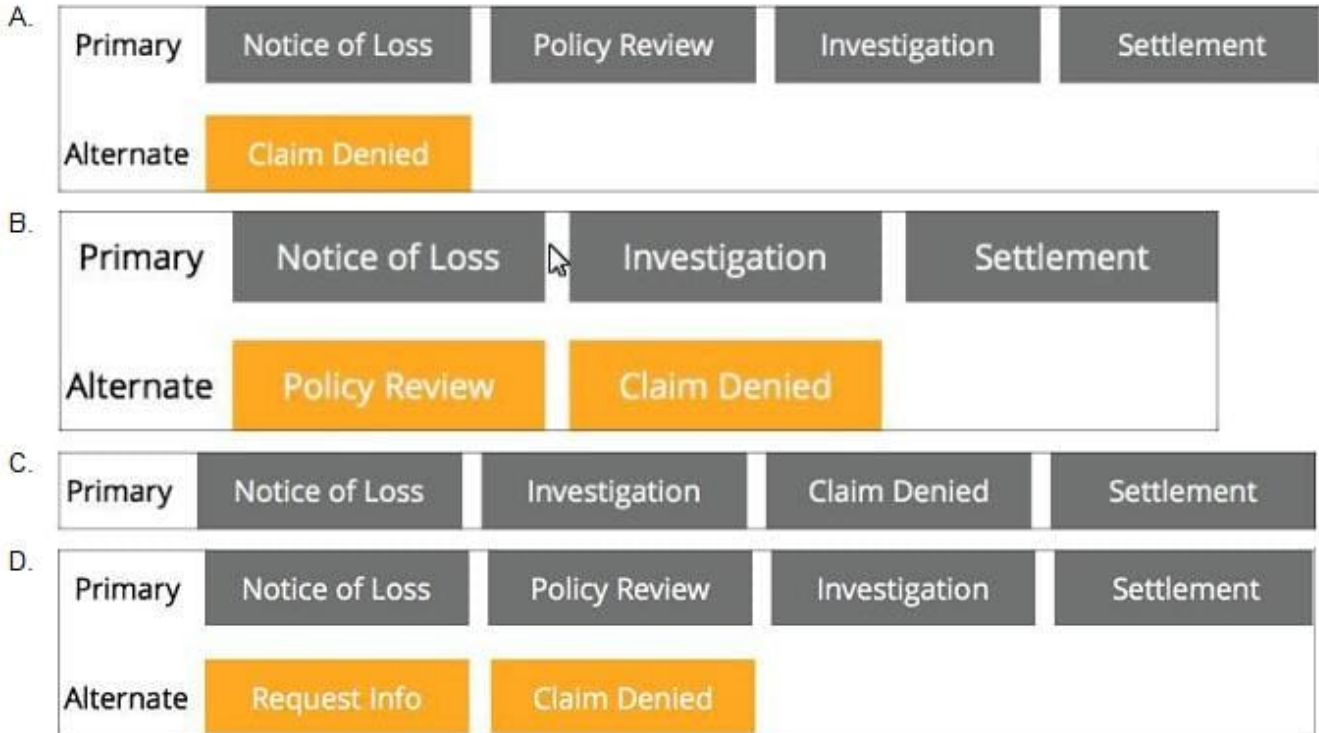 A.
Primary Notice of Loss Policy Review Investigation Settlement
Alternate Claim Denied
B.
Primary Notice of Loss Investigation Settlement
Alternate Policy Review Claim Denied
C.
Primary Notice of Loss Investigation Claim Denied Settlement
D.
Primary Notice of Loss Policy Review Investigation Settlement
Alternate Request Info Claim Denied